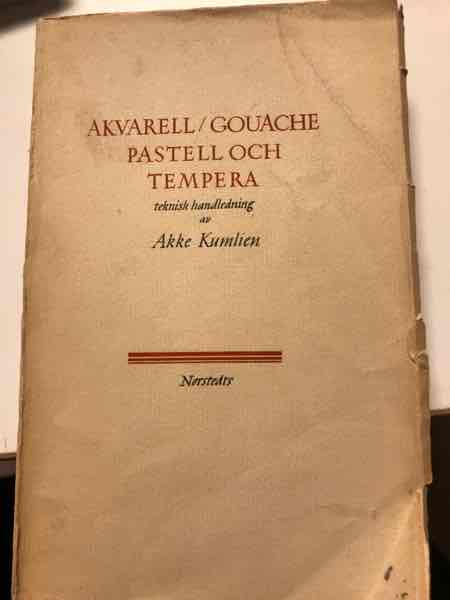 AKVARELL/GOUACHE
PASTELL OCH
TEMPERA
teknisk handledning
av
Akke Kumlien
Norstedts